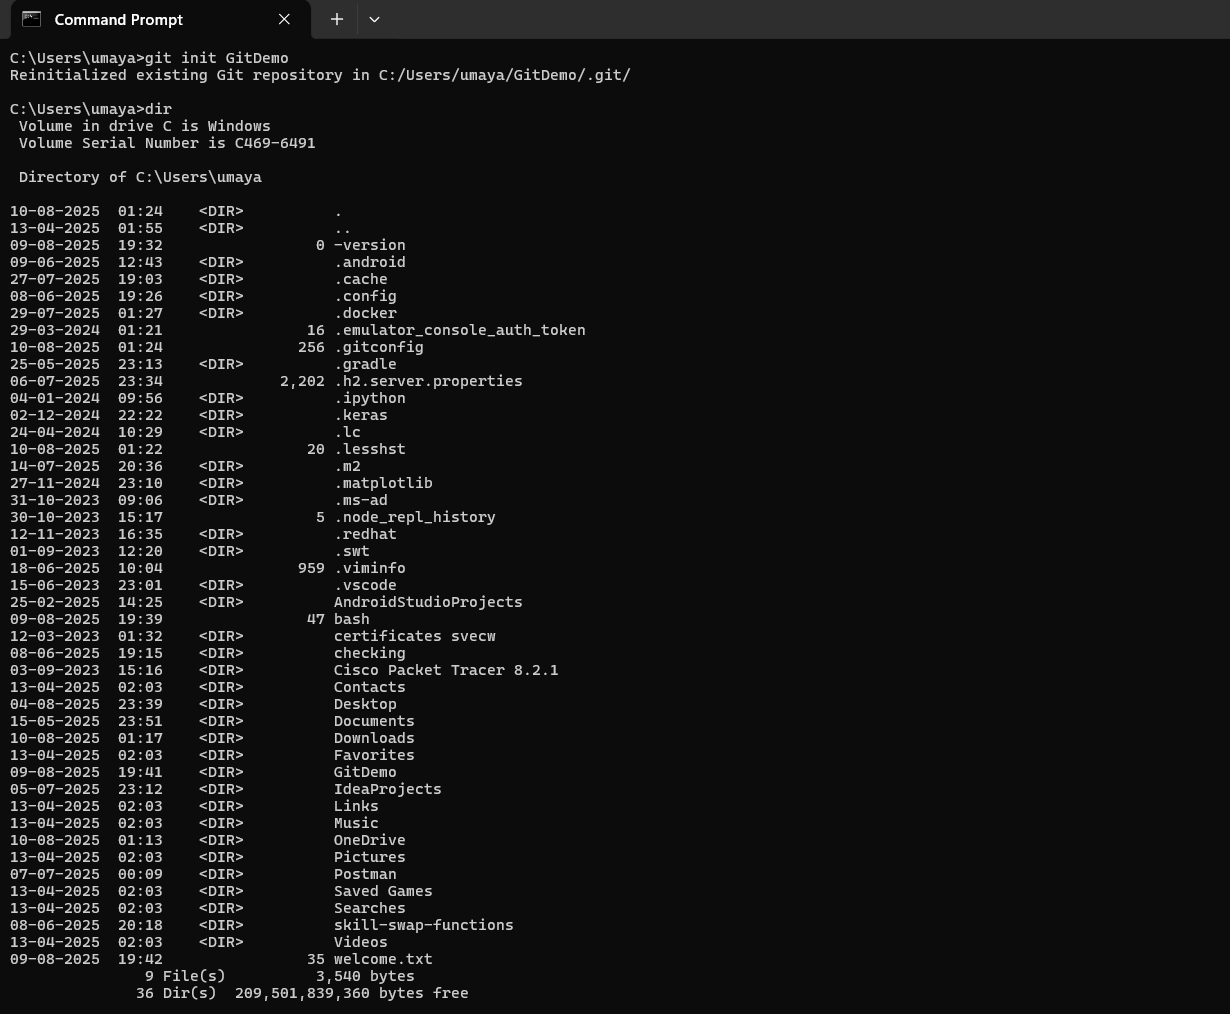 Command Prompt
C:\Users\umaya>git init GitDemo
Reinitialized existing Git repository in C:/Users/umaya/GitDemo/.git/
C:\Users\umaya>dir
 Volume in drive C is Windows
 Volume Serial Number is C469-6491
 Directory of C:\Users\umaya
10-08-2025  01:24    <DIR>          .
13-04-2025  01:55    <DIR>          ..
09-08-2025  19:32                 0 -version
09-06-2025  12:43    <DIR>          .android
27-07-2025  19:03    <DIR>          .cache
08-06-2025  19:26    <DIR>          .config
29-07-2025  01:27    <DIR>          .docker
29-03-2024  01:21                16 .emulator_console_auth_token
10-08-2025  01:24               256 .gitconfig
25-05-2025  23:13    <DIR>          .gradle
06-07-2025  23:34             2,202 .h2.server.properties
04-01-2024  09:56    <DIR>          .ipython
02-12-2024  22:22    <DIR>          .keras
24-04-2024  10:29    <DIR>          .lc
10-08-2025  01:22                20 .lesshst
14-07-2025  20:36    <DIR>          .m2
27-11-2024  23:10    <DIR>          .matplotlib
31-10-2023  09:06    <DIR>          .ms-ad
30-10-2023  15:17                 5 .node_repl_history
12-11-2023  16:35    <DIR>          .redhat
01-09-2023  12:20    <DIR>          .swt
18-06-2025  10:04               959 .viminfo
15-06-2023  23:01    <DIR>          .vscode
25-02-2025  14:25    <DIR>          AndroidStudioProjects
09-08-2025  19:39                47 bash
12-03-2023  01:32    <DIR>          certificates svecw
08-06-2025  19:15    <DIR>          checking
03-09-2023  15:16    <DIR>          Cisco Packet Tracer 8.2.1
13-04-2025  02:03    <DIR>          Contacts
04-08-2025  23:39    <DIR>          Desktop
15-05-2025  23:51    <DIR>          Documents
10-08-2025  01:17    <DIR>          Downloads
13-04-2025  02:03    <DIR>          Favorites
09-08-2025  19:41    <DIR>          GitDemo
05-07-2025  23:12    <DIR>          IdeaProjects
13-04-2025  02:03    <DIR>          Links
13-04-2025  02:03    <DIR>          Music
10-08-2025  01:13    <DIR>          OneDrive
13-04-2025  02:03    <DIR>          Pictures
07-07-2025  00:09    <DIR>          Postman
13-04-2025  02:03    <DIR>          Saved Games
13-04-2025  02:03    <DIR>          Searches
08-06-2025  20:18    <DIR>          skill-swap-functions
13-04-2025  02:03    <DIR>          Videos
09-08-2025  19:42                35 welcome.txt
               9 File(s)          3,540 bytes
              36 Dir(s)  209,501,839,360 bytes free